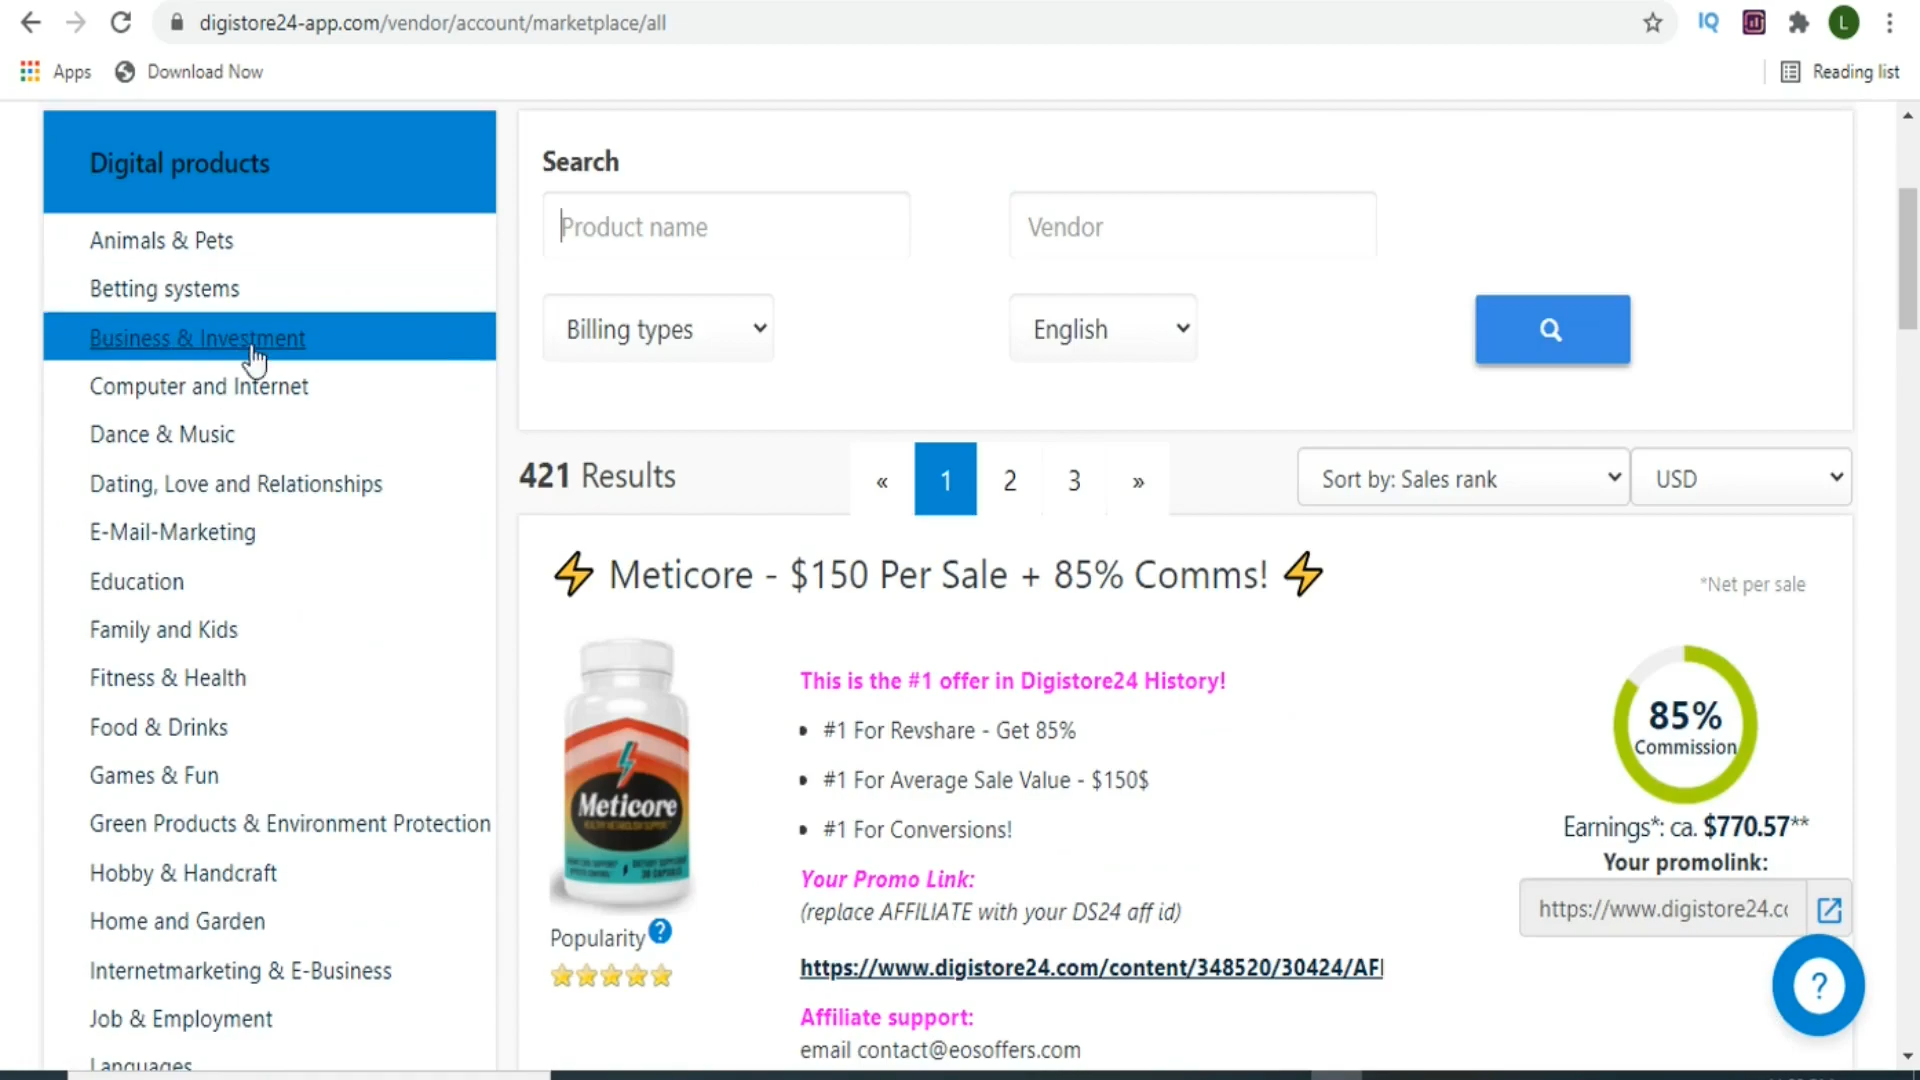 digistore24-app.com/vendor/account/marketplace/all
IQ
L
Apps
Download Now
Reading list
Digital products
Animals & Pets
Betting systems
Business & Investment
Computer and Internet
Dance & Music
Dating, Love and Relationships
E-Mail-Marketing
Education
Family and Kids
Fitness & Health
Food & Drinks
Games & Fun
Green Products & Environment Protection
Hobby & Handcraft
Home and Garden
Internetmarketing & E-Business
Job & Employment
Languages
Search
Product name
Vendor
Billing types
English
421 Results
« 1 2 3 »
Sort by: Sales rank
USD
⚡ Meticore - $150 Per Sale + 85% Comms! ⚡
*Net per sale
Meticore
This is the #1 offer in Digistore24 History!
• #1 For Revshare - Get 85%
• #1 For Average Sale Value - $150$
• #1 For Conversions!
Your Promo Link:
(replace AFFILIATE with your DS24 aff id)
https://www.digistore24.com/content/348520/30424/AFI
Affiliate support:
email contact@eosoffers.com
Popularity ?
85%
Commission
Earnings*: ca. $770.57**
Your promolink:
https://www.digistore24.co
?